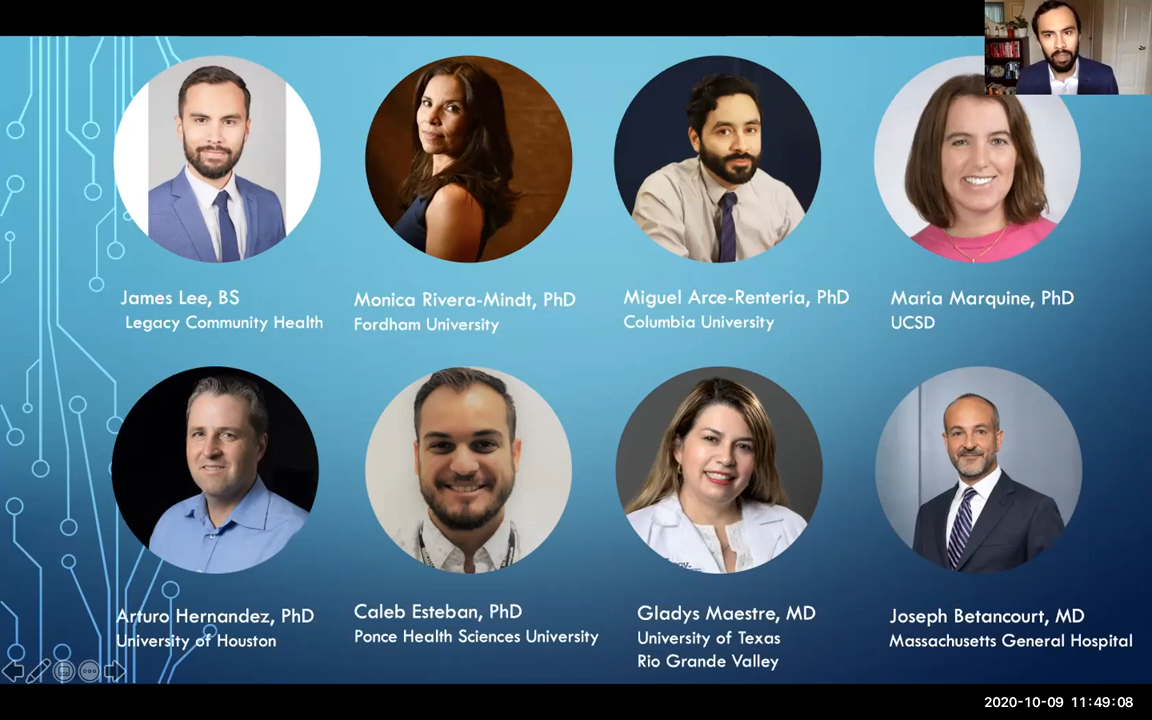 James Lee, BS
Legacy Community Health
Monica Rivera-Mindt, PhD
Fordham University
Miguel Arce-Renteria, PhD
Columbia University
Maria Marquine, PhD
UCSD
Arturo Hernandez, PhD
University of Houston
Caleb Esteban, PhD
Ponce Health Sciences University
Gladys Maestre, MD
University of Texas
Rio Grande Valley
Joseph Betancourt, MD
Massachusetts General Hospital
2020-10-09 11:49:08